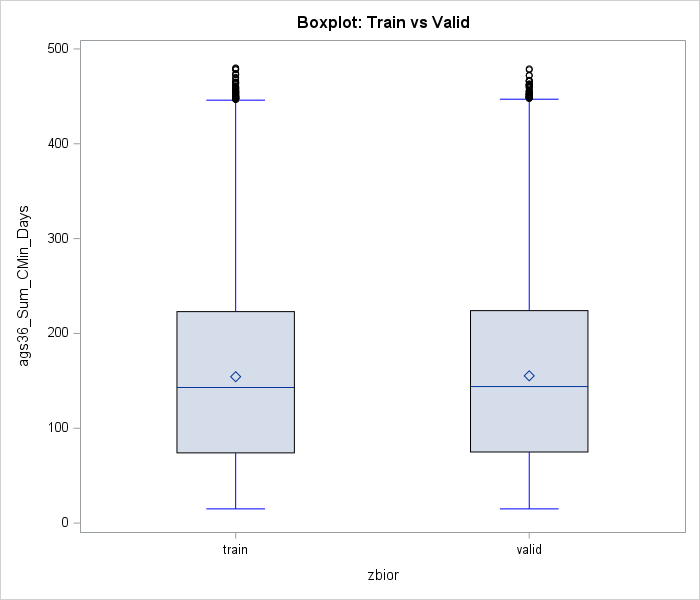 Boxplot: Train vs Valid
500
400
300
200
100
0
ags36_Sum_CMin_Days
train
valid
zbior